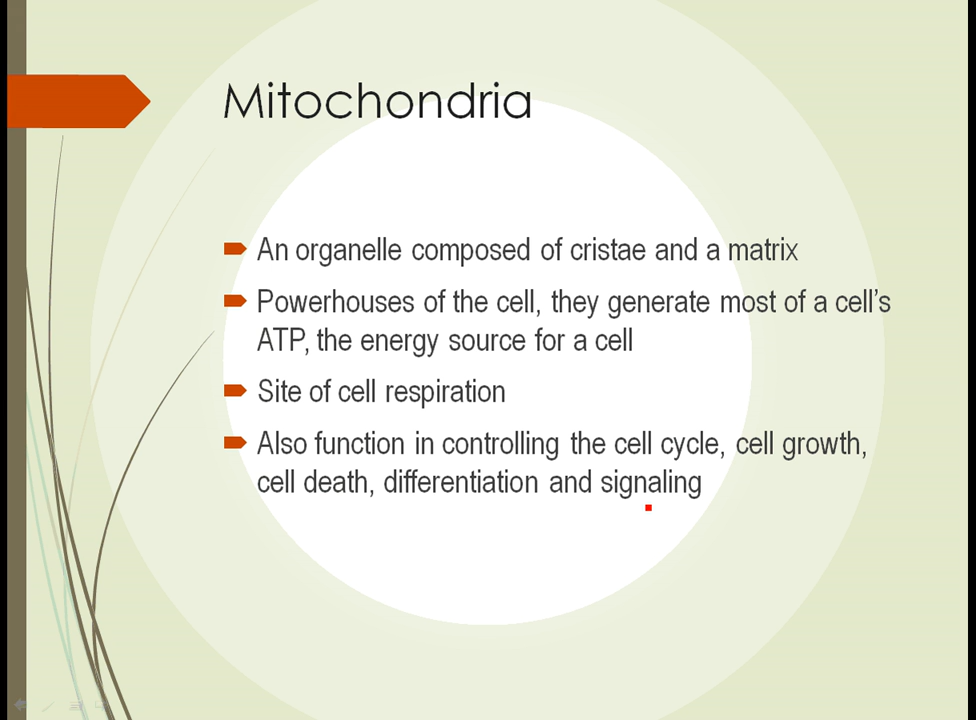 Mitochondria
An organelle composed of cristae and a matrix
Powerhouses of the cell, they generate most of a cell’s
ATP, the energy source for a cell
Site of cell respiration
Also function in controlling the cell cycle, cell growth,
cell death, differentiation and signaling